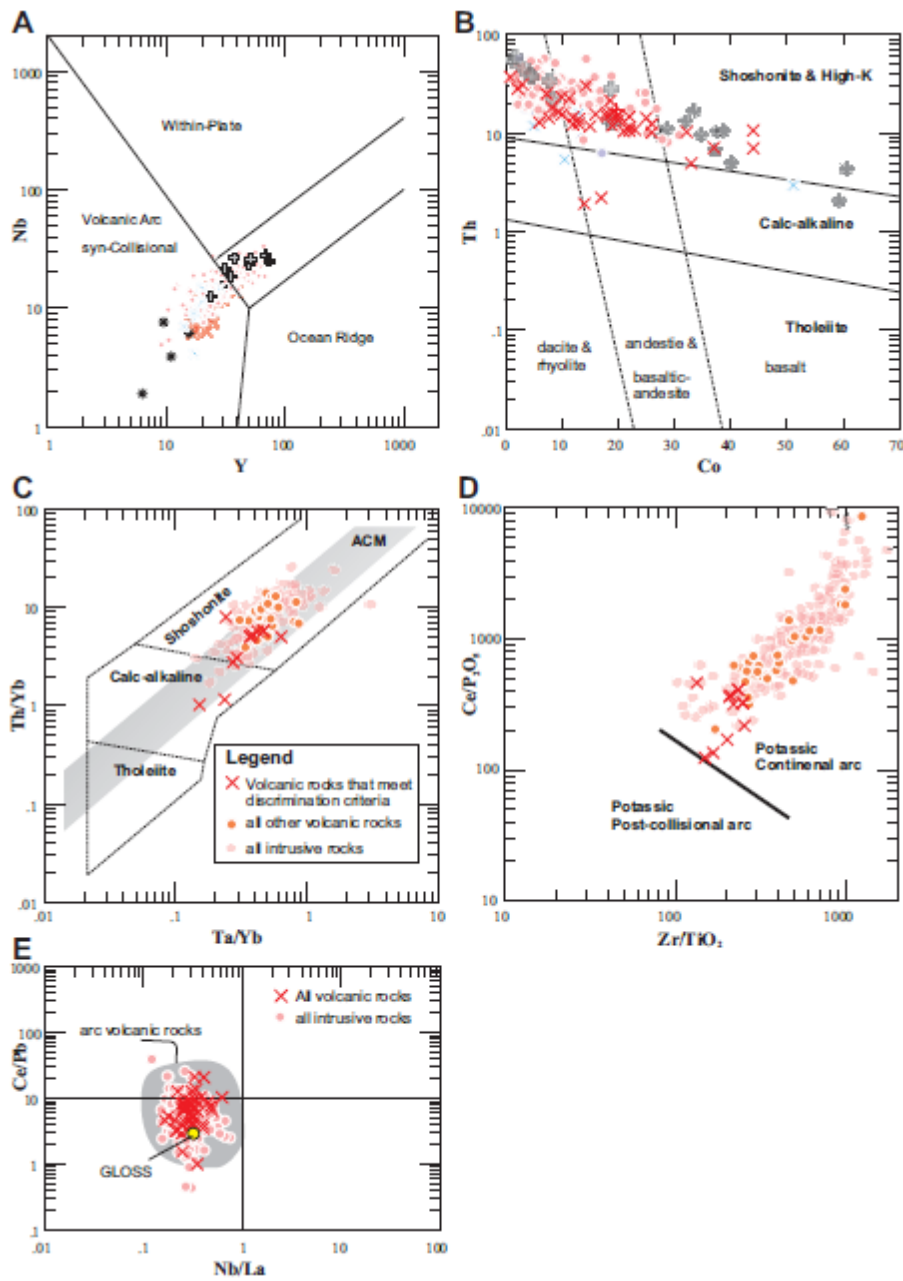 A
1000
100
10
1
Nb
Within-Plate
Volcanic Arc
syn-Collisional
Ocean Ridge
1
10
100
1000
Y
B
100
10
1
.1
.01
Th
Shoshonite & High-K
Calc-alkaline
Tholeiite
dacite &
rhyolite
andestie &
basaltic-
andesite
basalt
0
10
20
30
40
50
60
70
Co
C
100
10
1
.1
.01
Th/Yb
ACM
Shoshonite
Calc-alkaline
Tholeiite
Legend
Volcanic rocks that meet
discrimination criteria
all other volcanic rocks
all intrusive rocks
.01
.1
1
10
Ta/Yb
D
10000
1000
100
10
Ce/P₂O₅
Potassic
Continenal arc
Potassic
Post-collisional arc
10
100
1000
Zr/TiO₂
E
1000
100
10
1
.1
Ce/Pb
arc volcanic rocks
All volcanic rocks
all intrusive rocks
GLOSS
.01
.1
1
10
100
Nb/La